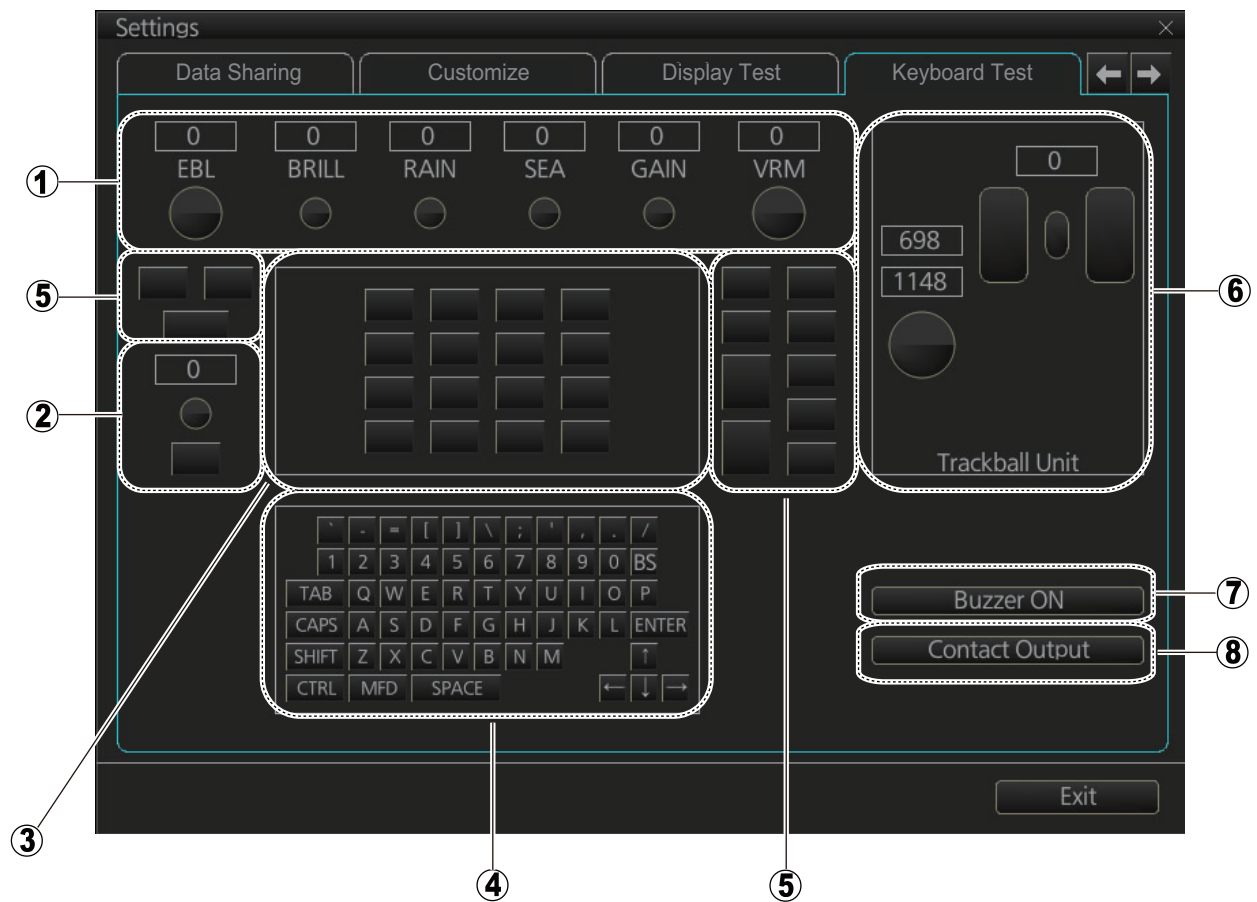 Settings ×
Data Sharing Customize Display Test Keyboard Test ← →
0 0 0 0 0 0
EBL BRILL RAIN SEA GAIN VRM
1
0
698
1148
5
6
0
2
Trackball Unit
` - = [ ] \ ; ' , . /
1 2 3 4 5 6 7 8 9 0 BS
TAB Q W E R T Y U I O P
CAPS A S D F G H J K L ENTER
SHIFT Z X C V B N M ↑
CTRL MFD SPACE ← ↓ →
Buzzer ON
7
Contact Output
8
Exit
3
4
5